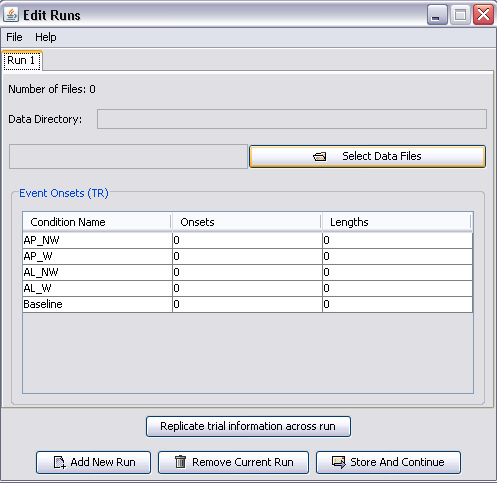 Edit Runs
File Help
Run 1
Number of Files: 0
Data Directory:
Select Data Files
Event Onsets (TR)
Condition Name Onsets Lengths
AP_NW 0 0
AP_W 0 0
AL_NW 0 0
AL_W 0 0
Baseline 0 0
Replicate trial information across run
Add New Run Remove Current Run Store And Continue